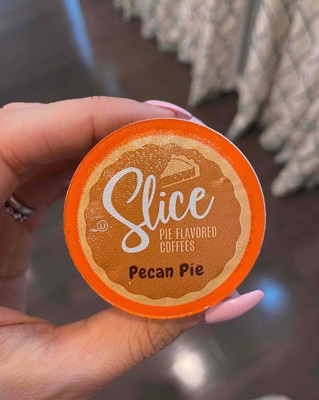 Slice
PIE FLAVORED
COFFEES
U
Pecan Pie